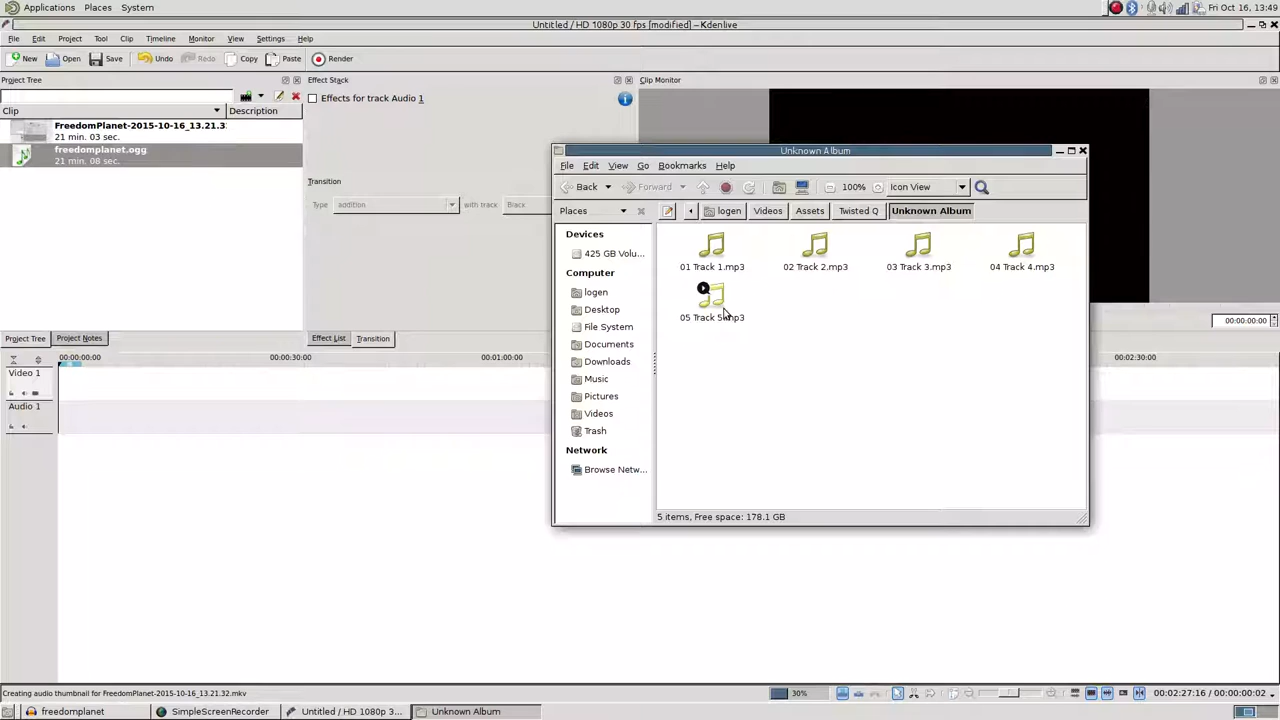 Applications Places System Fri Oct 16, 13:49
Untitled / HD 1080p 30 fps [modified] - Kdenlive
File Edit Project Tool Clip Timeline Monitor View Settings Help
New Open Save Undo Redo Copy Paste Render
Project Tree
Effect Stack
Clip Monitor
Effects for track Audio 1
Clip Description
FreedomPlanet-2015-10-16_13.21.3
21 min. 03 sec.
freedomplanet.ogg
21 min. 08 sec.
Transition
Type addition with track Black
Unknown Album
File Edit View Go Bookmarks Help
Back Forward 100% Icon View
Places logen Videos Assets Twisted Q Unknown Album
Devices
425 GB Volu...
Computer
logen
Desktop
File System
Documents
Downloads
Music
Pictures
Videos
Trash
Network
Browse Netw...
01 Track 1.mp3 02 Track 2.mp3 03 Track 3.mp3 04 Track 4.mp3
05 Track 5.mp3
5 items, Free space: 178.1 GB
00:00:00:00
Project Tree Project Notes Effect List Transition
00:00:00:00 00:00:30:00 00:01:00:00 00:02:30:00
Video 1
Audio 1
Creating audio thumbnail for FreedomPlanet-2015-10-16_13.21.32.mkv 30% 00:02:27:16 / 00:00:00:02
freedomplanet SimpleScreenRecorder Untitled / HD 1080p 3... Unknown Album